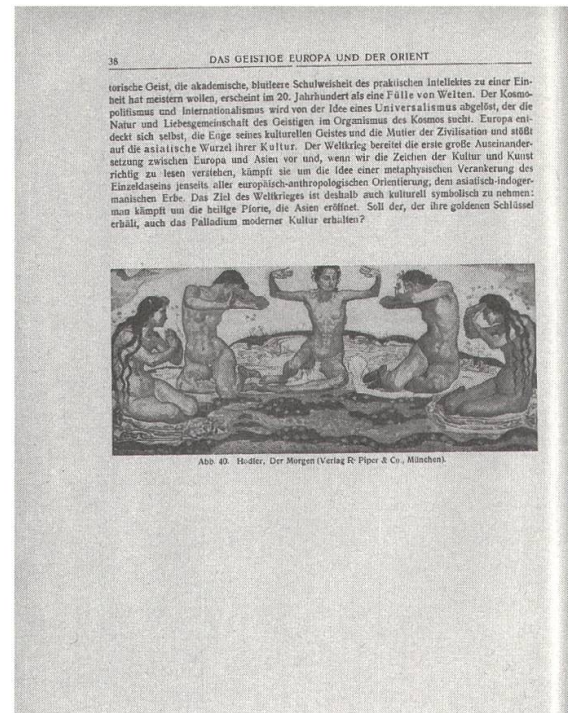 38
DAS GEISTIGE EUROPA UND DER ORIENT
torische Geist, die akademische, blutleere Schulweisheit des praktischen Intellektes zu einer Ein-
heit hat meistern wollen, erscheint im 20. Jahrhundert als eine Fülle von Welten. Der Kosmo-
politismus und Internationalismus wird von der Idee eines Universalismus abgelöst, der die
Natur und Liebesgemeinschaft des Geistigen im Organismus des Kosmos sucht. Europa ent-
deckt sich selbst, die Enge seines kulturellen Geistes und die Mutter der Zivilisation und stößt
auf die asiatische Wurzel ihrer Kultur. Der Weltkrieg bereitet die erste große Auseinander-
setzung zwischen Europa und Asien vor und, wenn wir die Zeichen der Kultur und Kunst
richtig zu lesen verstehen, kämpft sie um die Idee einer metaphysischen Verankerung des
Einzeldaseins jenseits aller europäisch-anthropologischen Orientierung, dem asiatisch-indoger-
manischen Erbe. Das Ziel des Weltkrieges ist deshalb auch kulturell symbolisch zu nehmen:
man kämpft um die heilige Pforte, die Asien eröffnet. Soll der, der ihre goldenen Schlüssel
erhält, auch das Palladium moderner Kultur erhalten?
Abb. 40. Hodler, Der Morgen (Verlag R. Piper & Co., München).